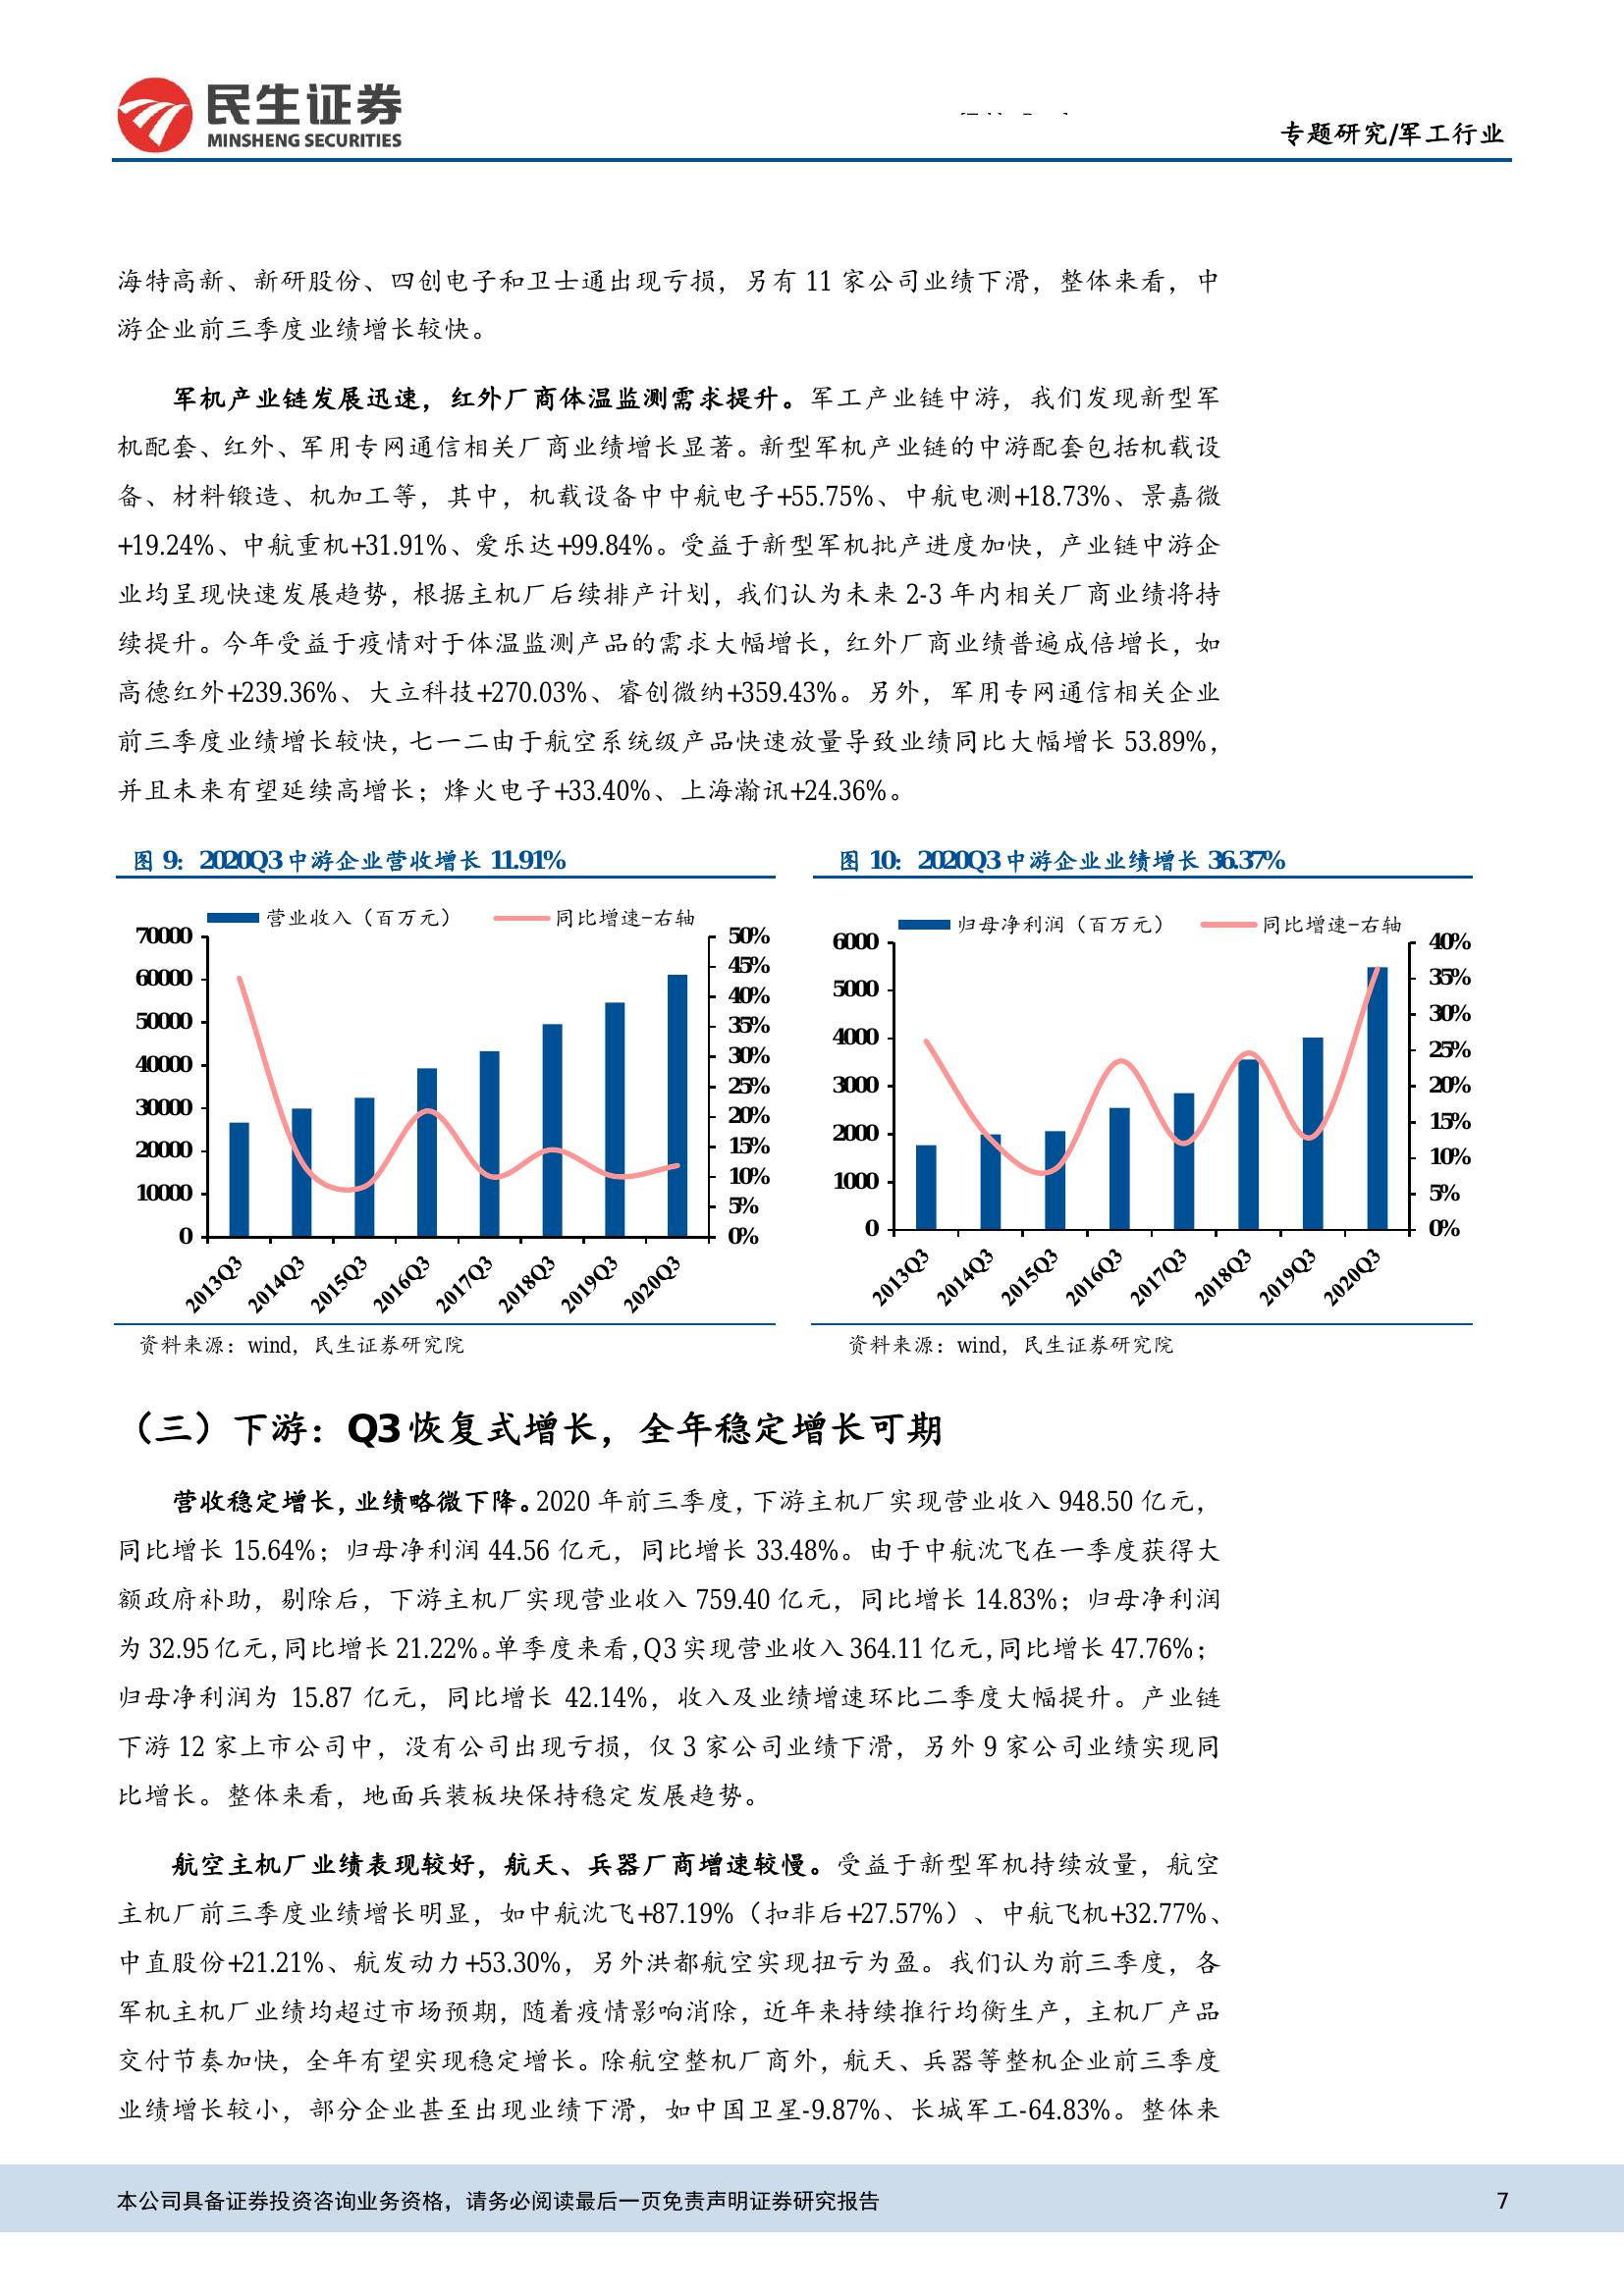 民生证券
MINSHENG SECURITIES
专题研究/军工行业
海特高新、新研股份、四创电子和卫士通出现亏损，另有 11 家公司业绩下滑，整体来看，中
游企业前三季度业绩增长较快。
军机产业链发展迅速，红外厂商体温监测需求提升。军工产业链中游，我们发现新型军
机配套、红外、军用专网通信相关厂商业绩增长显著。新型军机产业链的中游配套包括机载设
备、材料锻造、机加工等，其中，机载设备中中航电子+55.75%、中航电测+18.73%、景嘉微
+19.24%、中航重机+31.91%、爱乐达+99.84%。受益于新型军机批产进度加快，产业链中游企
业均呈现快速发展趋势，根据主机厂后续排产计划，我们认为未来 2-3 年内相关厂商业绩将持
续提升。今年受益于疫情对于体温监测产品的需求大幅增长，红外厂商业绩普遍成倍增长，如
高德红外+239.36%、大立科技+270.03%、睿创微纳+359.43%。另外，军用专网通信相关企业
前三季度业绩增长较快，七一二由于航空系统级产品快速放量导致业绩同比大幅增长 53.89%，
并且未来有望延续高增长；烽火电子+33.40%、上海瀚讯+24.36%。
图 9：2020Q3 中游企业营收增长 11.91%
营业收入（百万元） 同比增速-右轴
70000
60000
50000
40000
30000
20000
10000
0
50%
45%
40%
35%
30%
25%
20%
15%
10%
5%
0%
2013Q3 2014Q3 2015Q3 2016Q3 2017Q3 2018Q3 2019Q3 2020Q3
资料来源：wind，民生证券研究院
图 10：2020Q3 中游企业业绩增长 36.37%
归母净利润（百万元） 同比增速-右轴
6000
5000
4000
3000
2000
1000
0
40%
35%
30%
25%
20%
15%
10%
5%
0%
2013Q3 2014Q3 2015Q3 2016Q3 2017Q3 2018Q3 2019Q3 2020Q3
资料来源：wind，民生证券研究院
（三）下游：Q3 恢复式增长，全年稳定增长可期
营收稳定增长，业绩略微下降。2020 年前三季度，下游主机厂实现营业收入 948.50 亿元，
同比增长 15.64%；归母净利润 44.56 亿元，同比增长 33.48%。由于中航沈飞在一季度获得大
额政府补助，剔除后，下游主机厂实现营业收入 759.40 亿元，同比增长 14.83%；归母净利润
为 32.95 亿元，同比增长 21.22%。单季度来看，Q3 实现营业收入 364.11 亿元，同比增长 47.76%；
归母净利润为 15.87 亿元，同比增长 42.14%，收入及业绩增速环比二季度大幅提升。产业链
下游 12 家上市公司中，没有公司出现亏损，仅 3 家公司业绩下滑，另外 9 家公司业绩实现同
比增长。整体来看，地面兵装板块保持稳定发展趋势。
航空主机厂业绩表现较好，航天、兵器厂商增速较慢。受益于新型军机持续放量，航空
主机厂前三季度业绩增长明显，如中航沈飞+87.19%（扣非后+27.57%）、中航飞机+32.77%、
中直股份+21.21%、航发动力+53.30%，另外洪都航空实现扭亏为盈。我们认为前三季度，各
军机主机厂业绩均超过市场预期，随着疫情影响消除，近年来持续推行均衡生产，主机厂产品
交付节奏加快，全年有望实现稳定增长。除航空整机厂商外，航天、兵器等整机企业前三季度
业绩增长较小，部分企业甚至出现业绩下滑，如中国卫星-9.87%、长城军工-64.83%。整体来
本公司具备证券投资咨询业务资格，请务必阅读最后一页免责声明证券研究报告 7